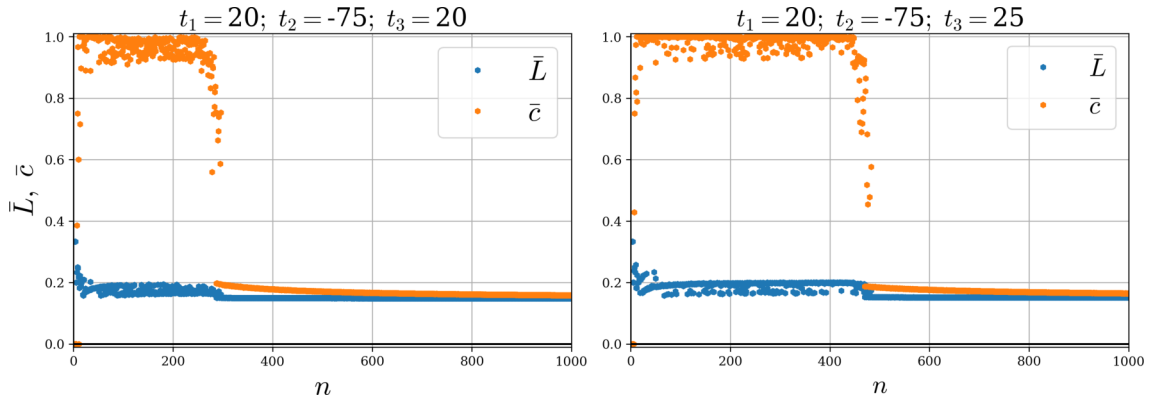 t₁ = 20; t₂ = -75; t₃ = 20
L̄, c̄
1.0
0.8
0.6
0.4
0.2
0.0
L̄
c̄
0 200 400 600 800 1000
n
t₁ = 20; t₂ = -75; t₃ = 25
1.0
0.8
0.6
0.4
0.2
0.0
L̄
c̄
0 200 400 600 800 1000
n